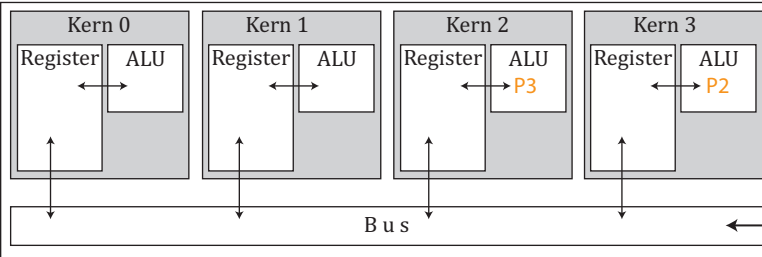 Kern 0 Kern 1 Kern 2 Kern 3
Register ALU Register ALU Register ALU Register ALU
P3 P2
B u s